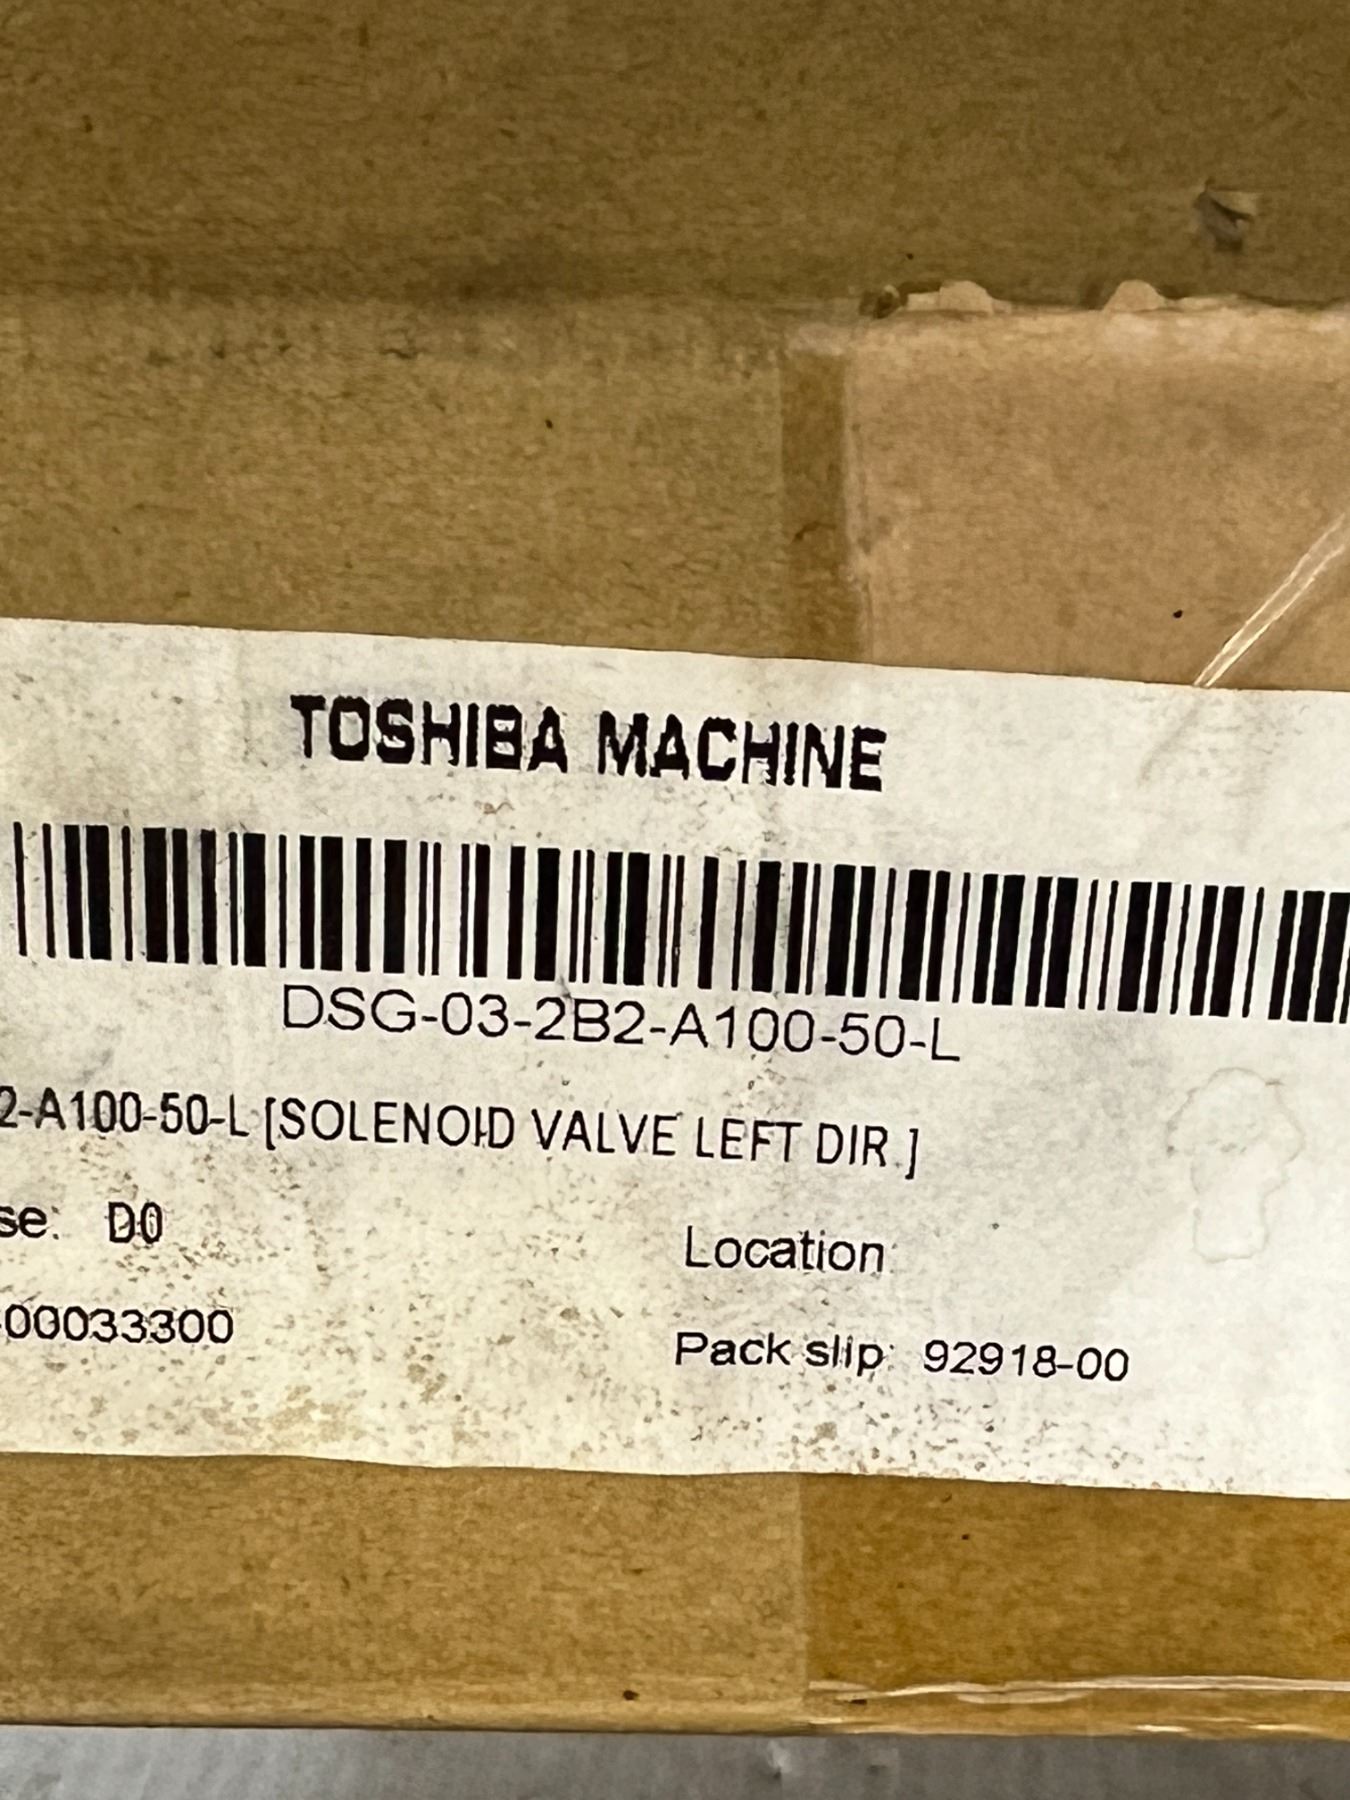 TOSHIBA MACHINE
DSG-03-2B2-A100-50-L
2-A100-50-L [SOLENOID VALVE LEFT DIR.]
se: D0
Location:
00033300
Pack slip: 92918-00